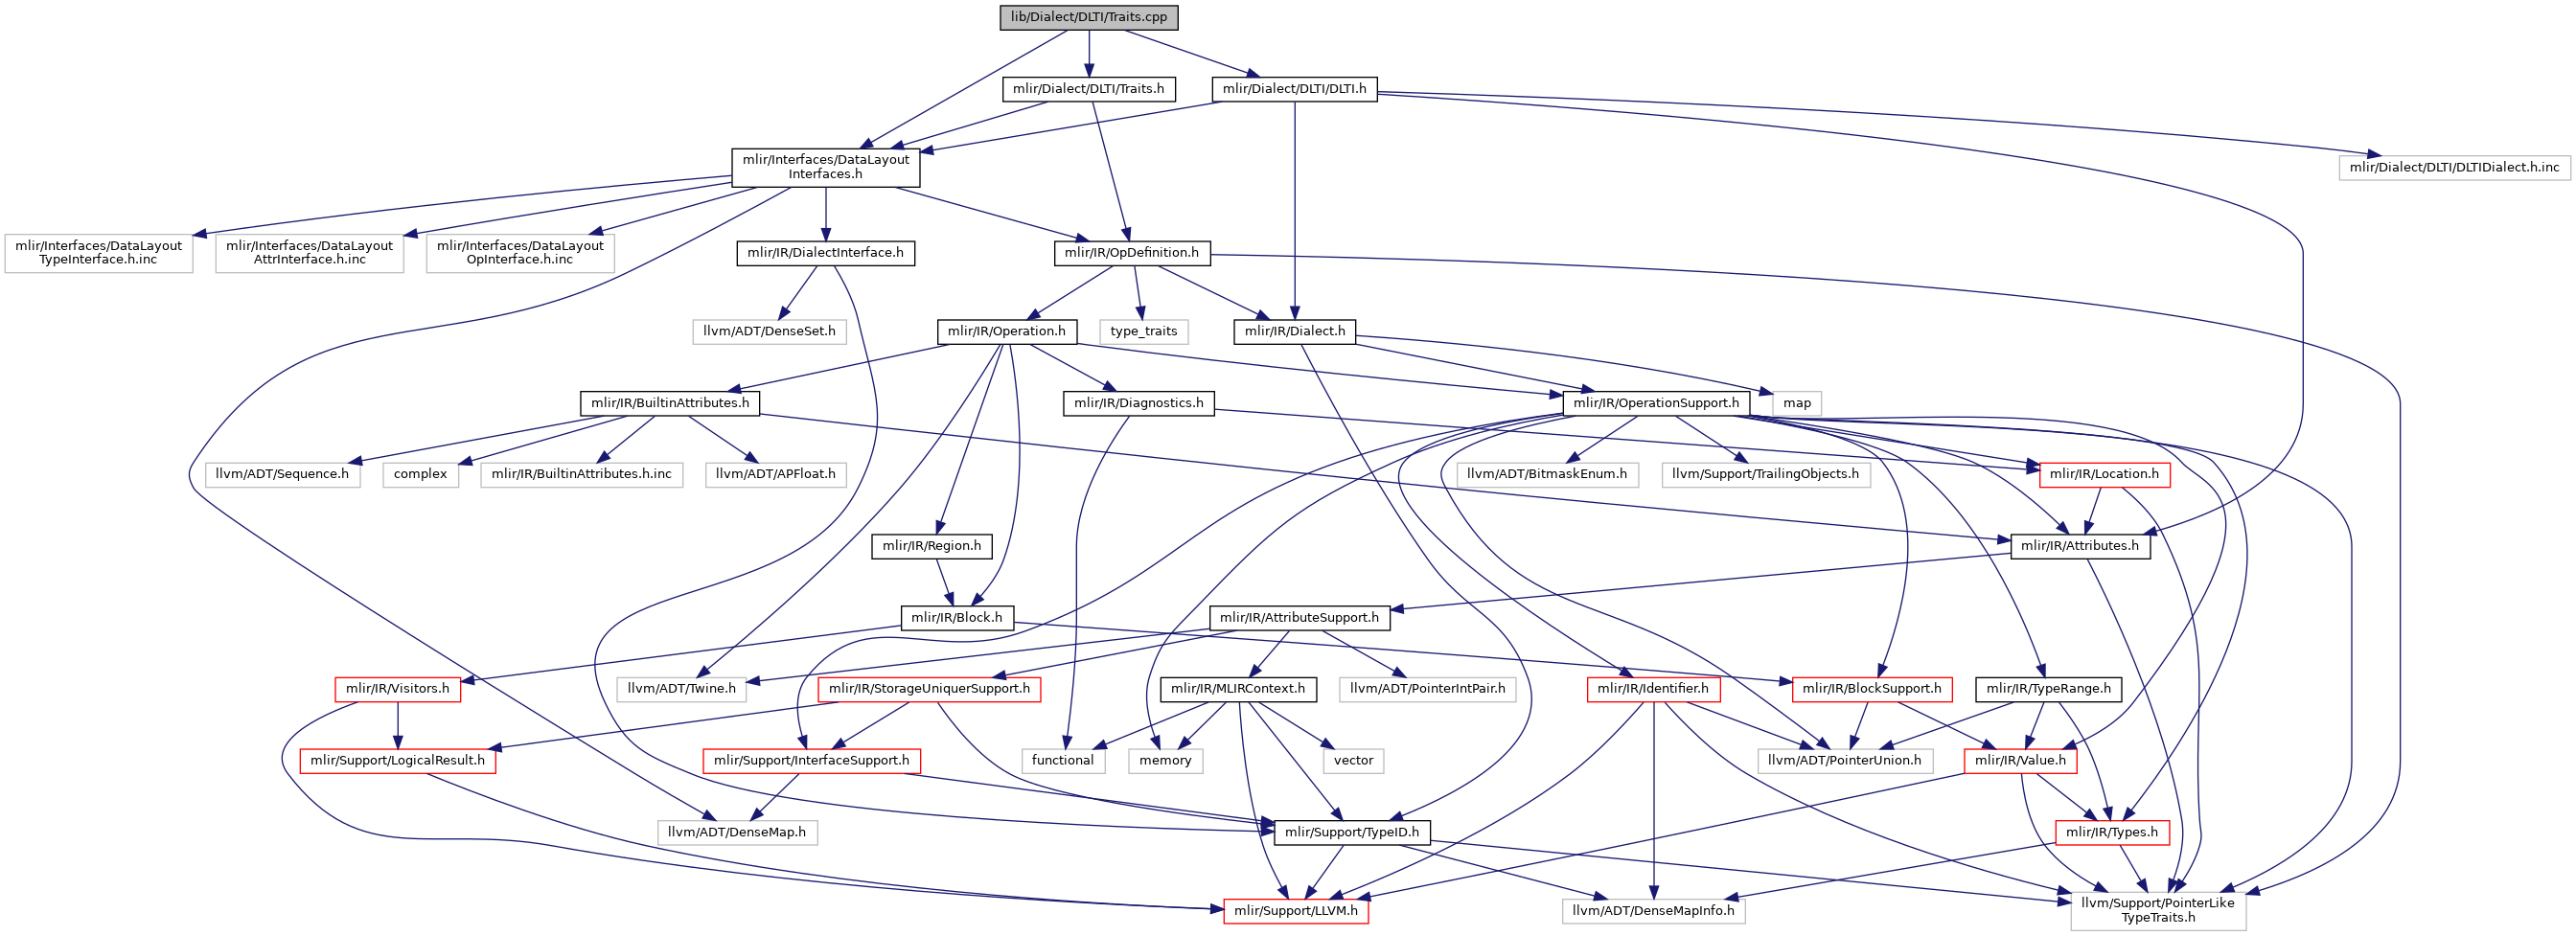 lib/Dialect/DLTI/Traits.cpp
mlir/Dialect/DLTI/Traits.h
mlir/Dialect/DLTI/DLTI.h
mlir/Interfaces/DataLayout
Interfaces.h
mlir/Dialect/DLTI/DLTIDialect.h.inc
mlir/Interfaces/DataLayout
TypeInterface.h.inc
mlir/Interfaces/DataLayout
AttrInterface.h.inc
mlir/Interfaces/DataLayout
OpInterface.h.inc
mlir/IR/DialectInterface.h
mlir/IR/OpDefinition.h
llvm/ADT/DenseSet.h
mlir/IR/Operation.h
type_traits
mlir/IR/Dialect.h
mlir/IR/BuiltinAttributes.h
mlir/IR/Diagnostics.h
mlir/IR/OperationSupport.h
map
llvm/ADT/Sequence.h
complex
mlir/IR/BuiltinAttributes.h.inc
llvm/ADT/APFloat.h
llvm/ADT/BitmaskEnum.h
llvm/Support/TrailingObjects.h
mlir/IR/Location.h
mlir/IR/Region.h
mlir/IR/Attributes.h
mlir/IR/Block.h
mlir/IR/AttributeSupport.h
mlir/IR/Visitors.h
llvm/ADT/Twine.h
mlir/IR/StorageUniquerSupport.h
mlir/IR/MLIRContext.h
llvm/ADT/PointerIntPair.h
mlir/IR/Identifier.h
mlir/IR/BlockSupport.h
mlir/IR/TypeRange.h
mlir/Support/LogicalResult.h
mlir/Support/InterfaceSupport.h
functional
memory
vector
llvm/ADT/PointerUnion.h
mlir/IR/Value.h
llvm/ADT/DenseMap.h
mlir/Support/TypeID.h
mlir/IR/Types.h
mlir/Support/LLVM.h
llvm/ADT/DenseMapInfo.h
llvm/Support/PointerLike
TypeTraits.h